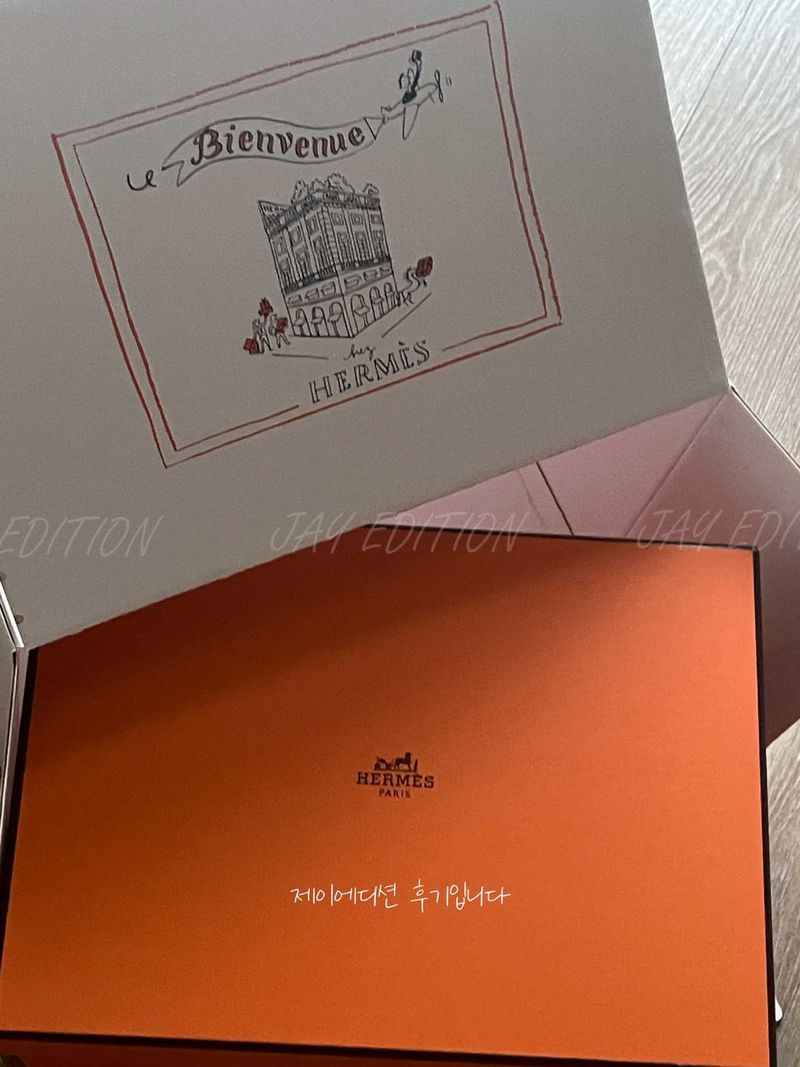 Bienvenue
chez
HERMÈS
EDITION JAY EDITION JAY EDI
HERMÈS
PARIS
제이에디션 후기입니다